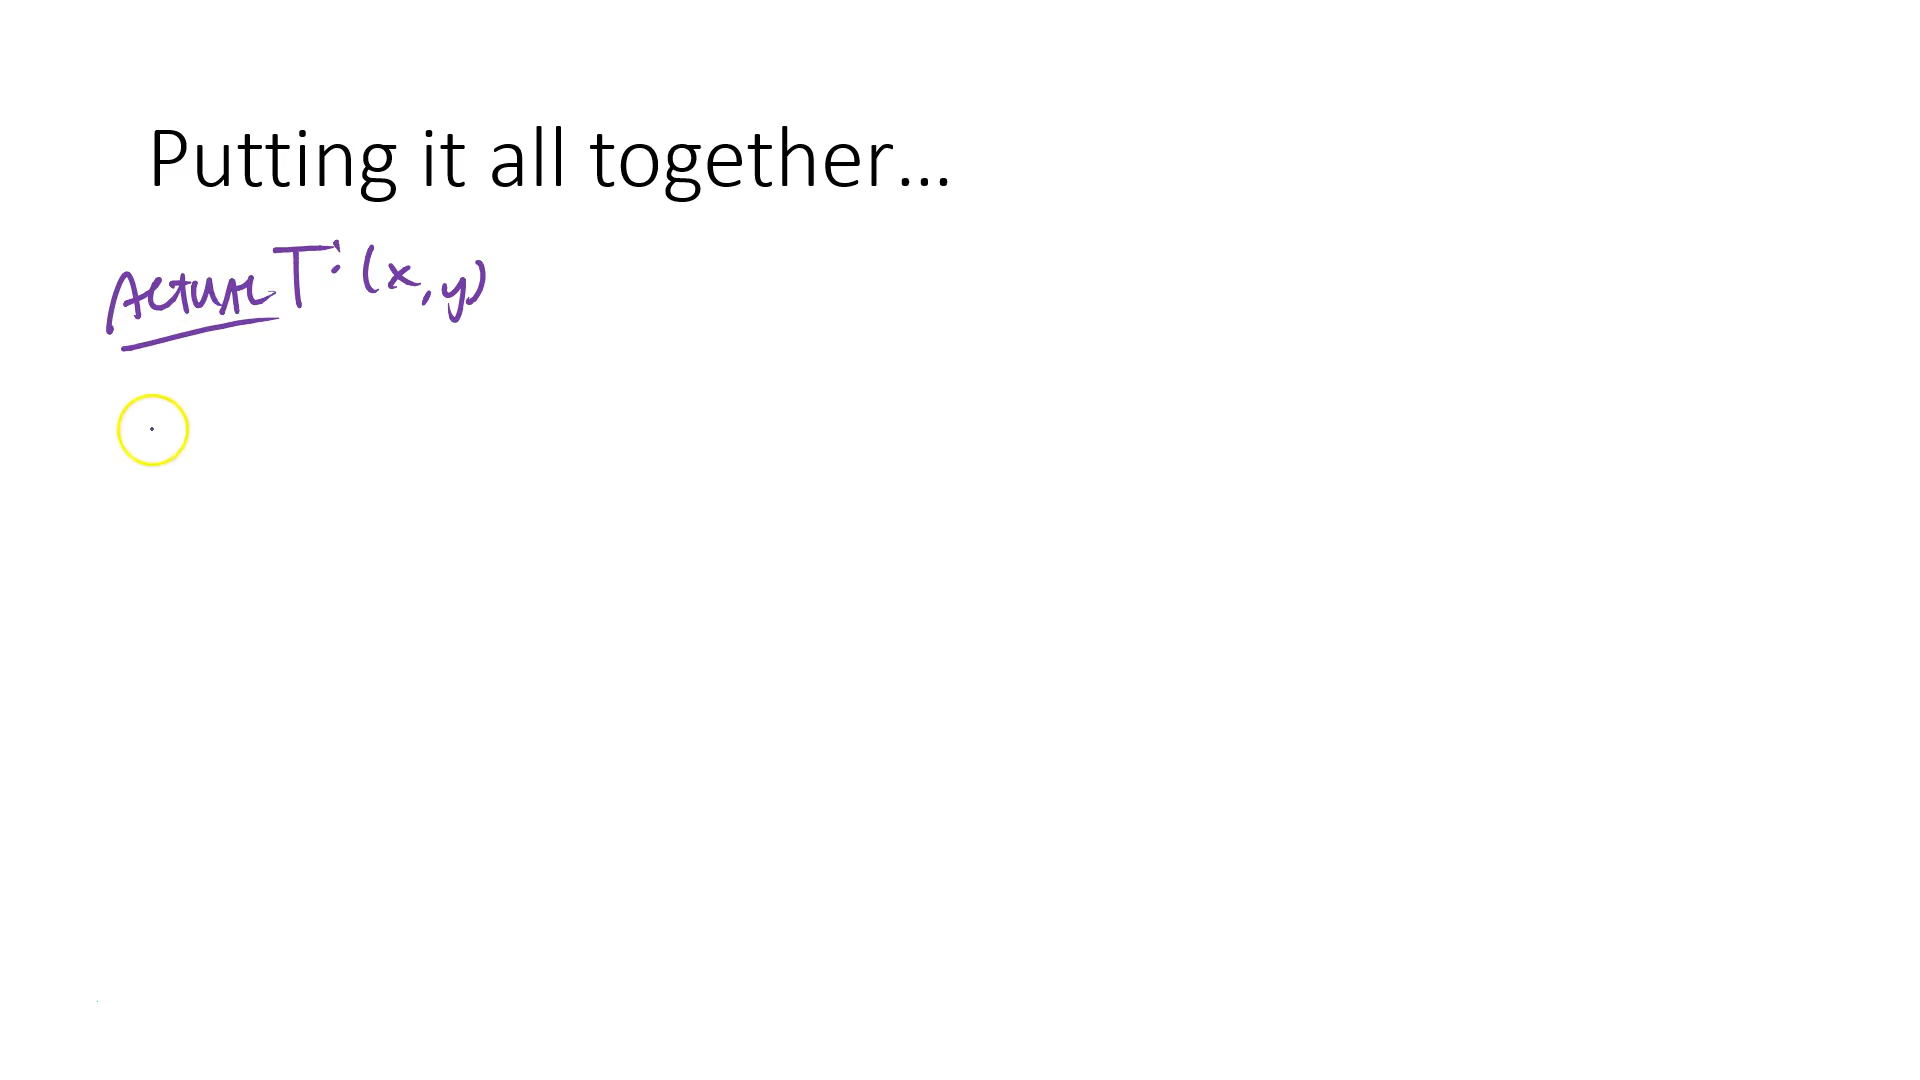 Putting it all together...
ACTUAL T: (x, y)